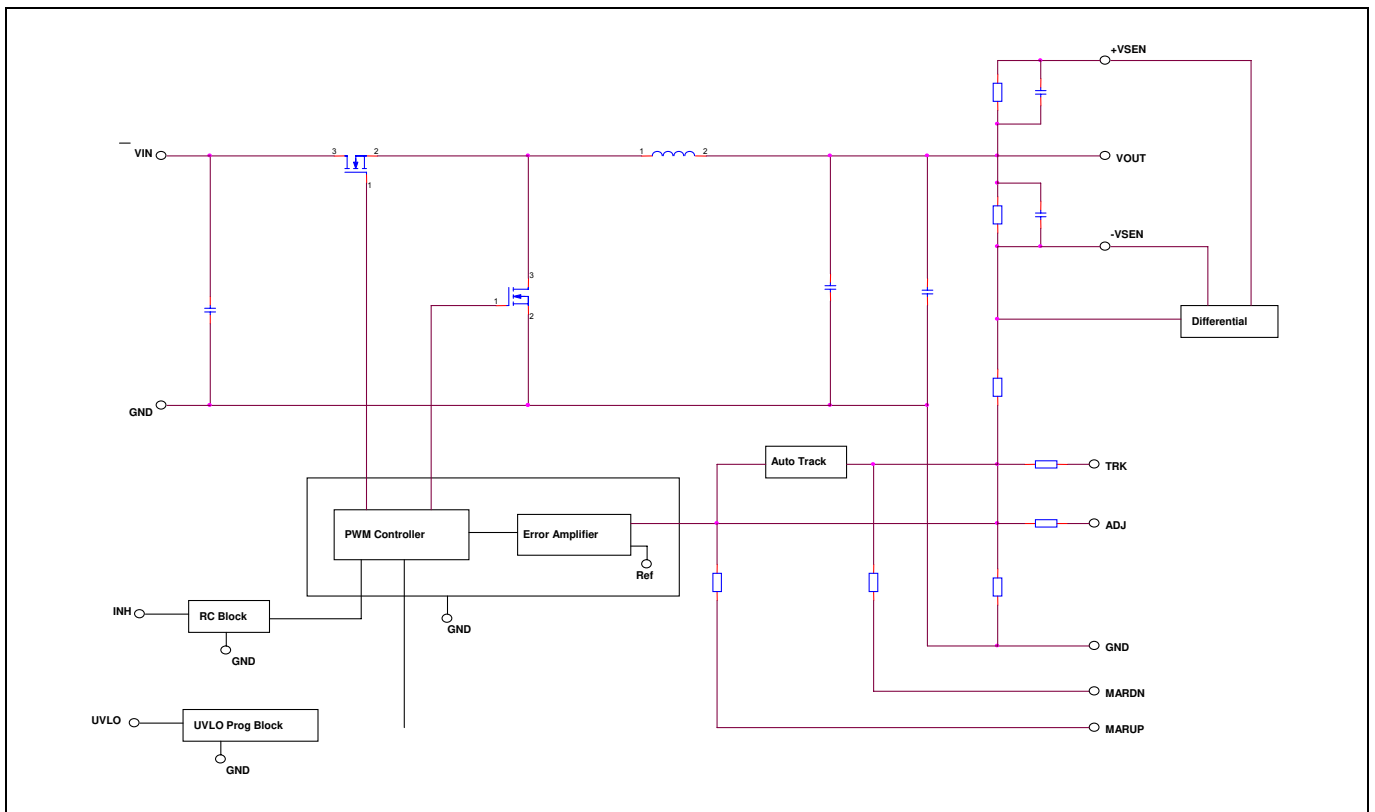 +VSEN
VIN
3
2
1
2
VOUT
1
-VSEN
3
1
2
Differential
GND
Auto Track
TRK
PWM Controller
Error Amplifier
ADJ
Ref
INH
RC Block
GND
GND
GND
MARDN
UVLO
UVLO Prog Block
MARUP
GND